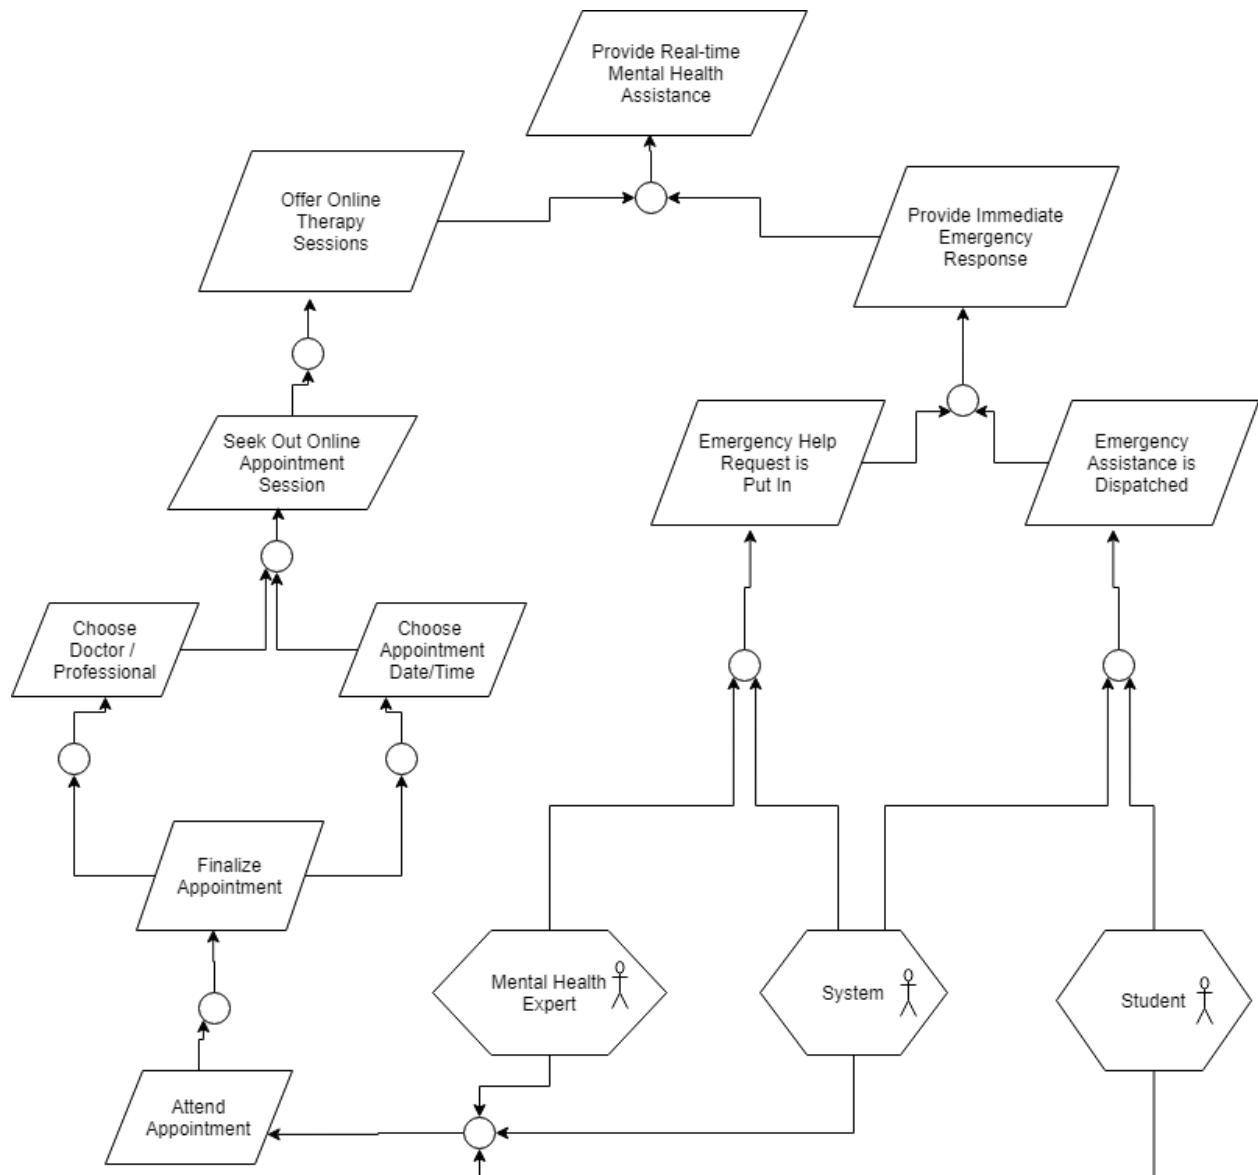 Provide Real-time
Mental Health
Assistance
Offer Online
Therapy
Sessions
Provide Immediate
Emergency
Response
Seek Out Online
Appointment
Session
Emergency Help
Request is
Put In
Emergency
Assistance is
Dispatched
Choose
Doctor /
Professional
Choose
Appointment
Date/Time
Finalize
Appointment
Mental Health
Expert
System
Student
Attend
Appointment